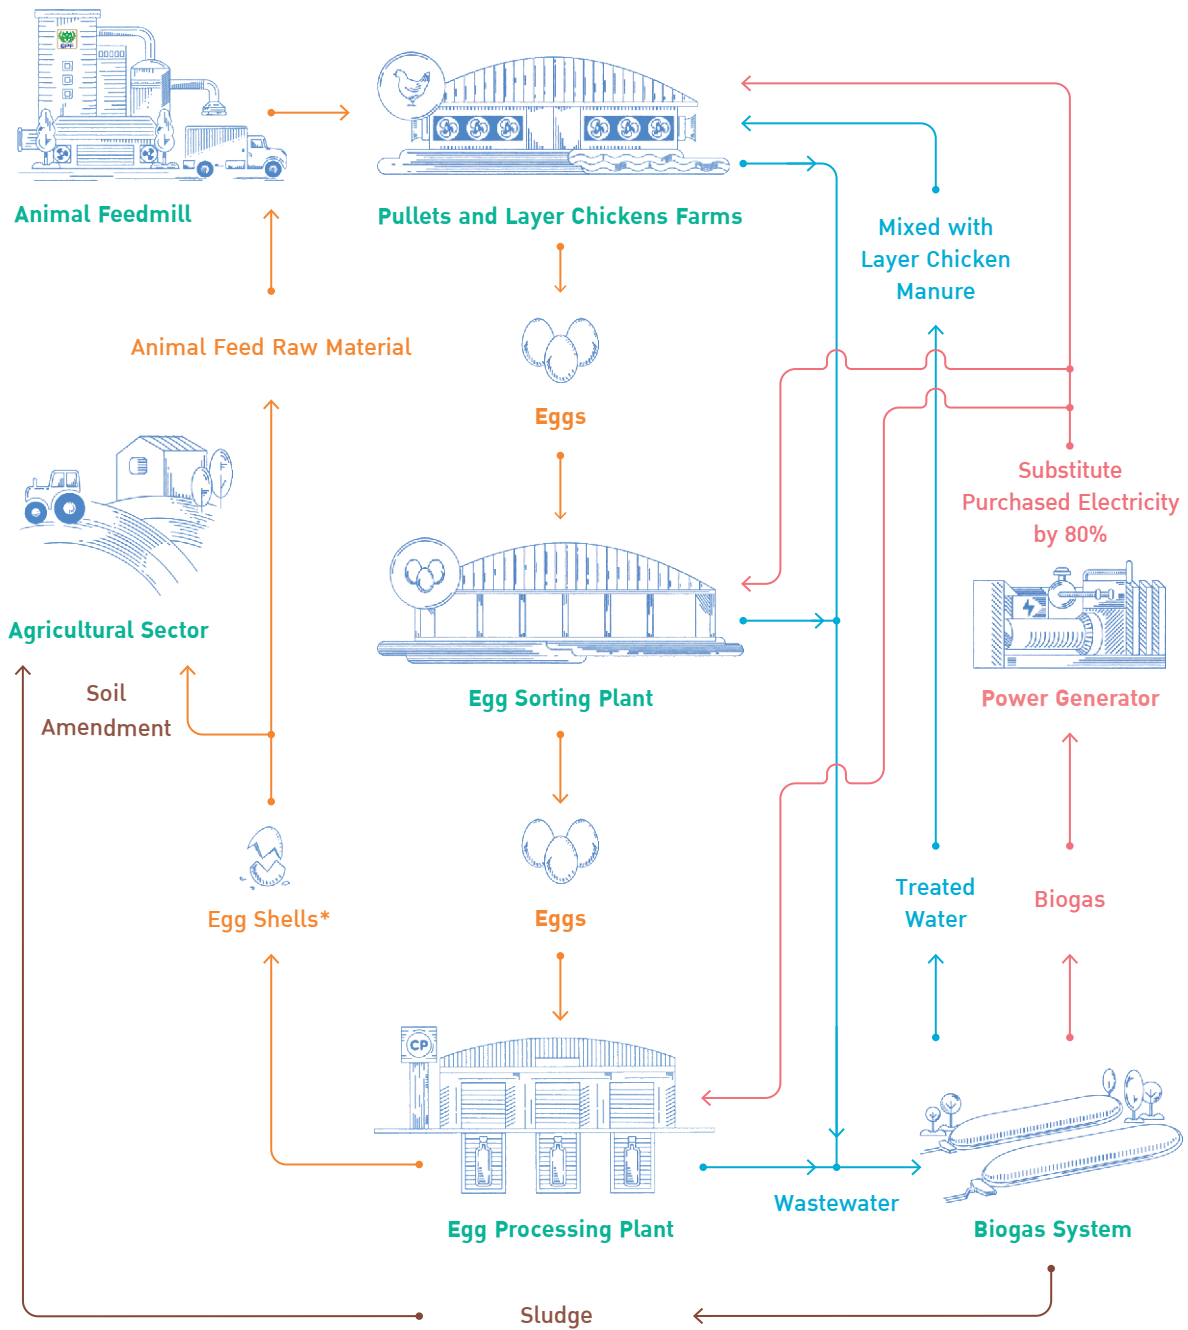 CPF
Animal Feedmill
Pullets and Layer Chickens Farms
Mixed with
Layer Chicken
Manure
Animal Feed Raw Material
Eggs
Substitute
Purchased Electricity
by 80%
Agricultural Sector
Soil
Amendment
Egg Sorting Plant
Power Generator
Egg Shells*
Eggs
Treated
Water
Biogas
CP
Wastewater
Egg Processing Plant
Biogas System
Sludge